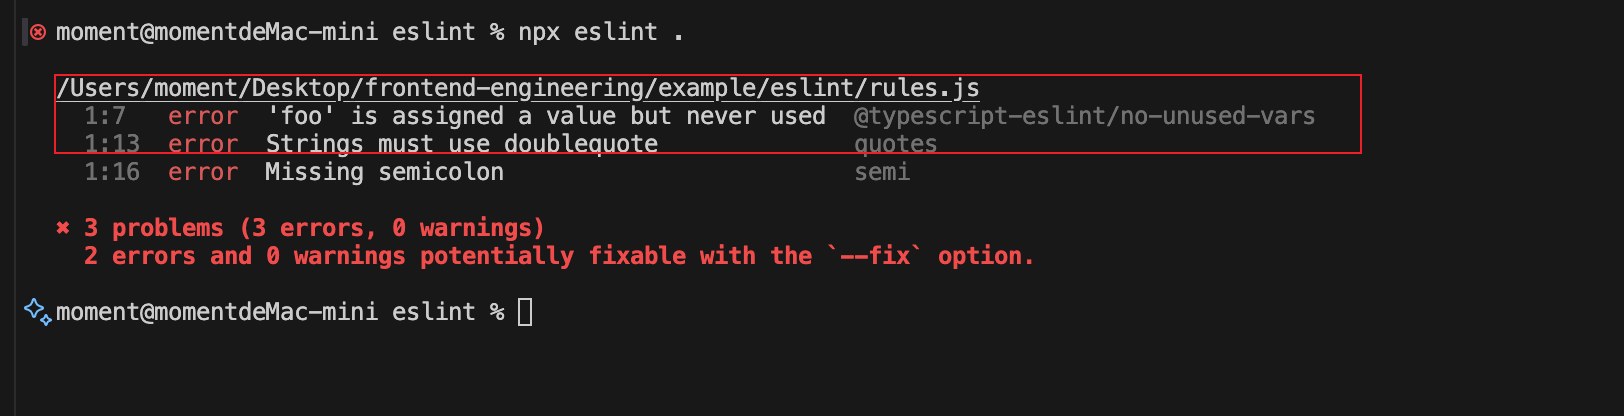 moment@momentdeMac-mini eslint % npx eslint .
/Users/moment/Desktop/frontend-engineering/example/eslint/rules.js
1:7 error 'foo' is assigned a value but never used @typescript-eslint/no-unused-vars
1:13 error Strings must use doublequote quotes
1:16 error Missing semicolon semi
✖ 3 problems (3 errors, 0 warnings)
2 errors and 0 warnings potentially fixable with the `--fix` option.
moment@momentdeMac-mini eslint %